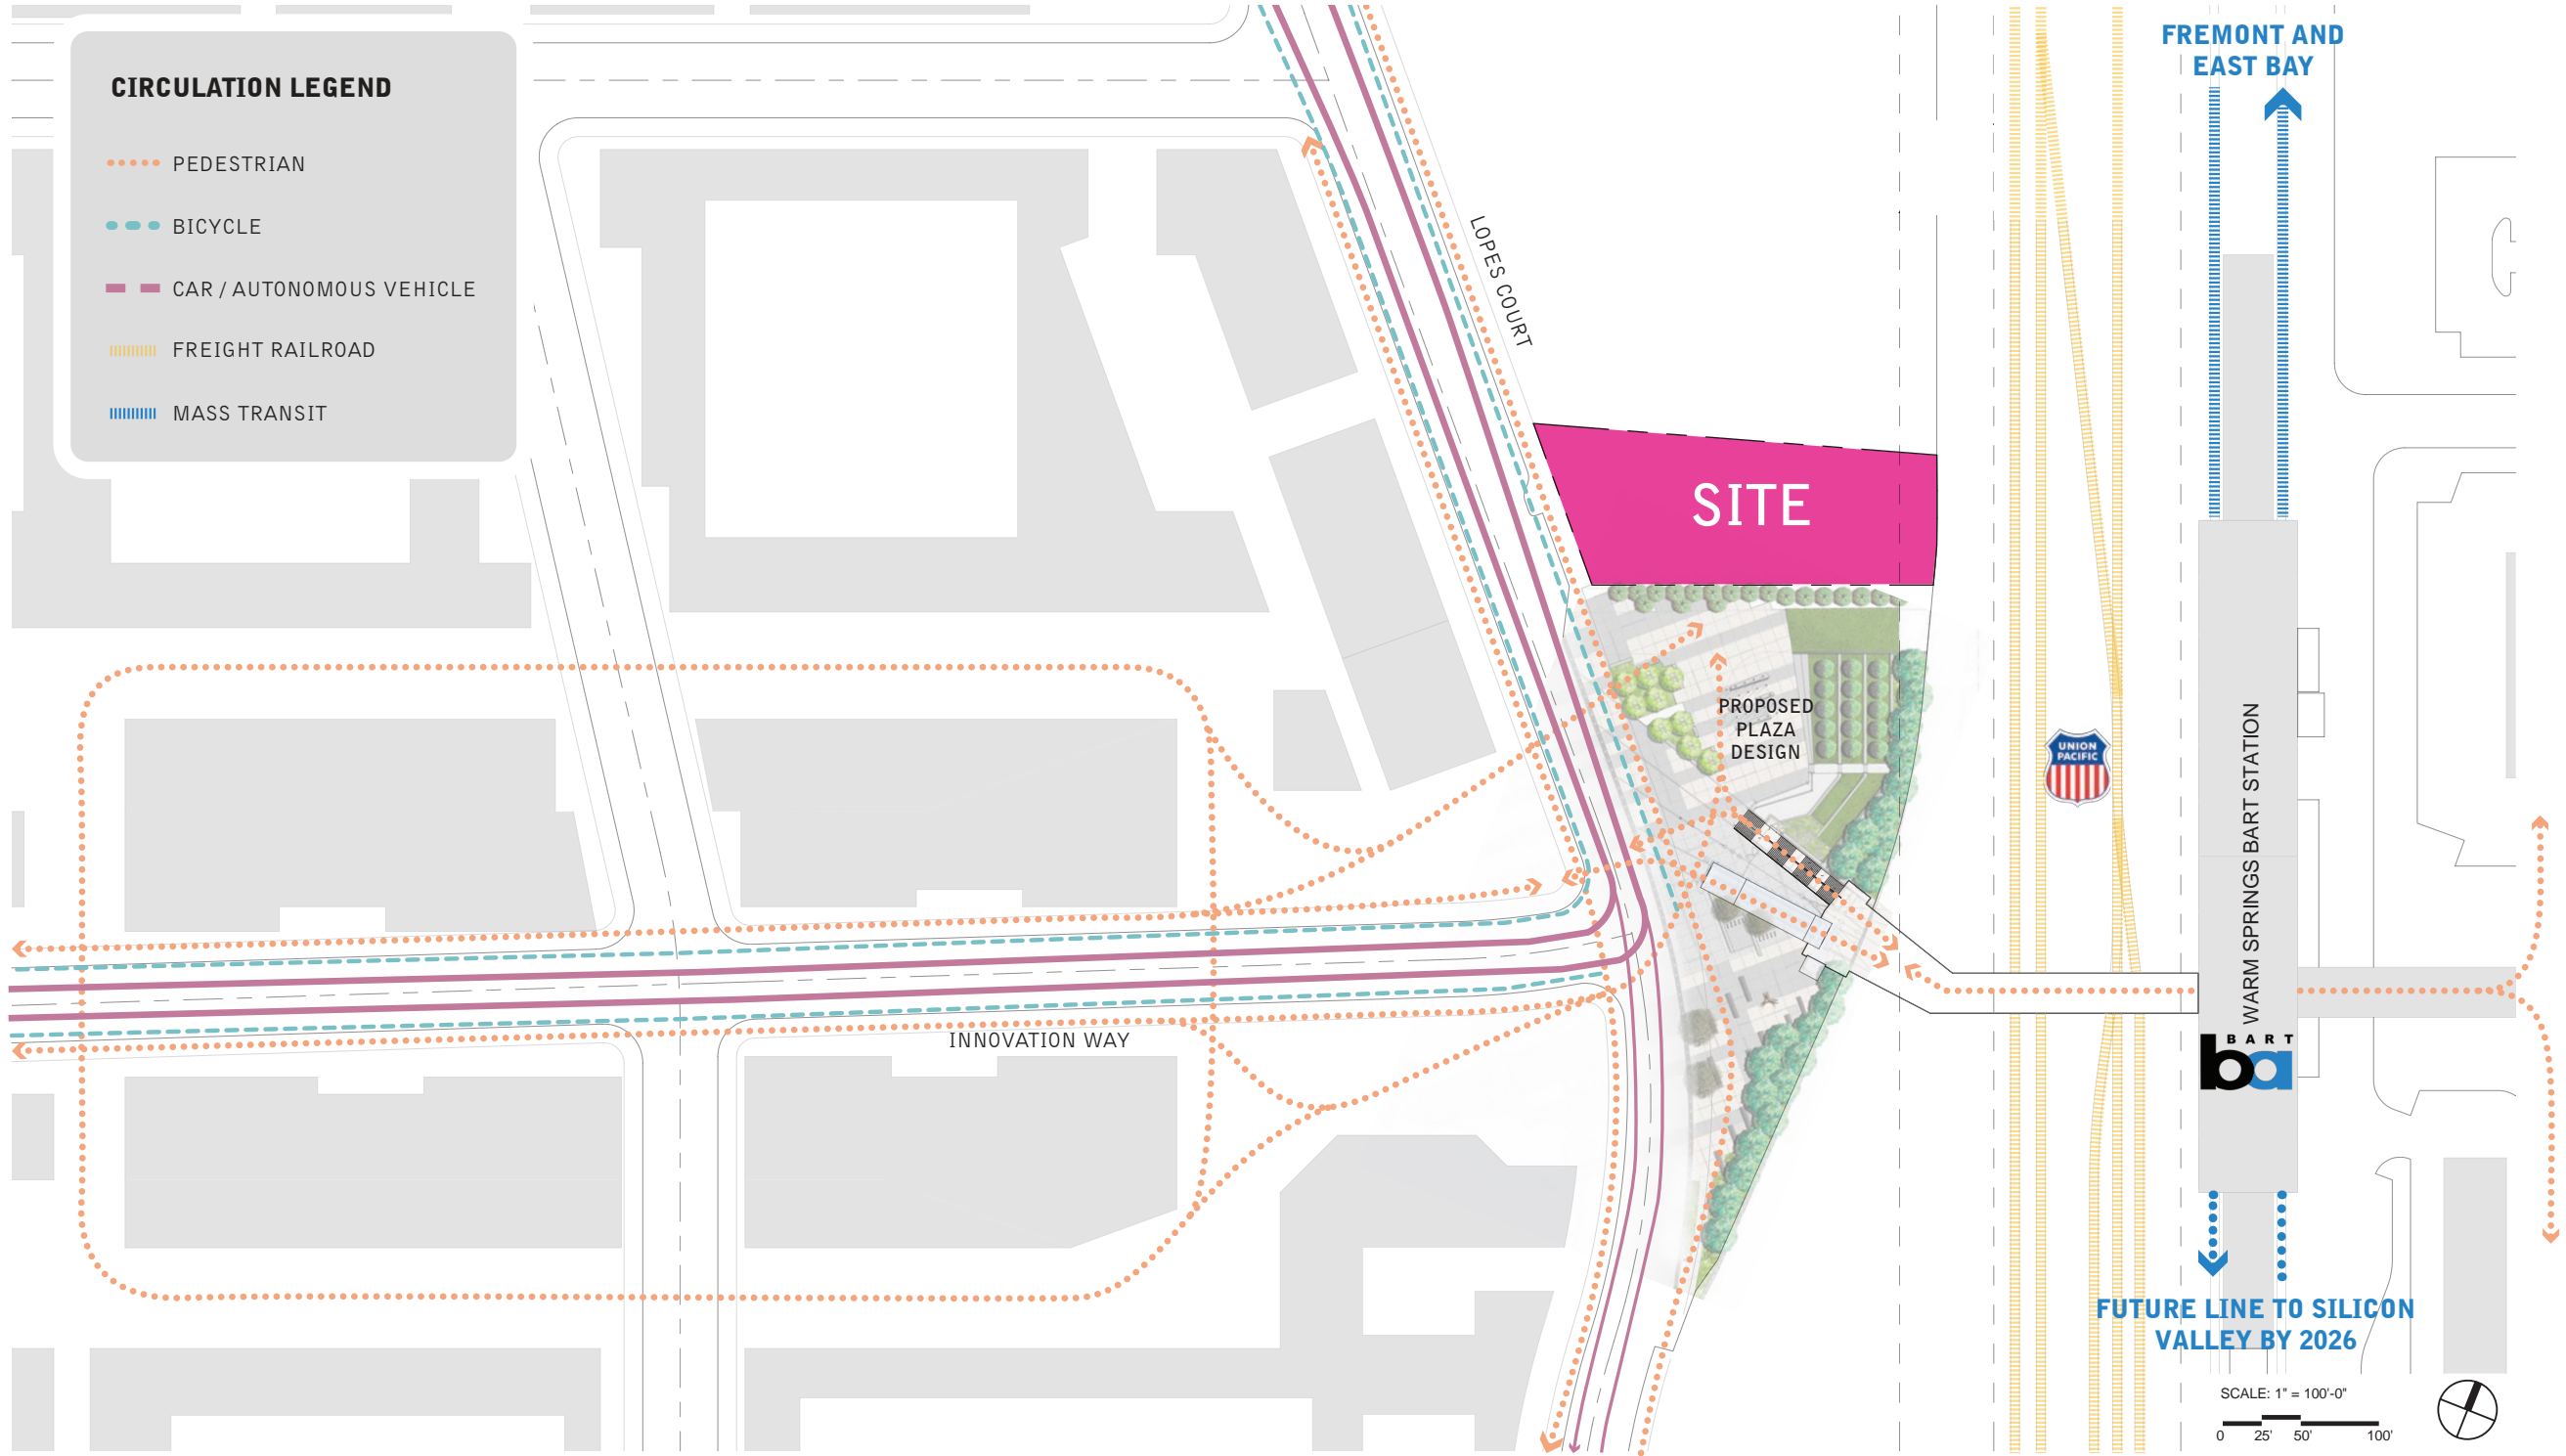 CIRCULATION LEGEND
PEDESTRIAN
BICYCLE
CAR / AUTONOMOUS VEHICLE
FREIGHT RAILROAD
MASS TRANSIT
LOPES COURT
SITE
PROPOSED
PLAZA
DESIGN
INNOVATION WAY
UNION
PACIFIC
FREMONT AND
EAST BAY
WARM SPRINGS BART STATION
BART
ba
FUTURE LINE TO SILICON
VALLEY BY 2026
SCALE: 1" = 100'-0"
0 25' 50' 100'